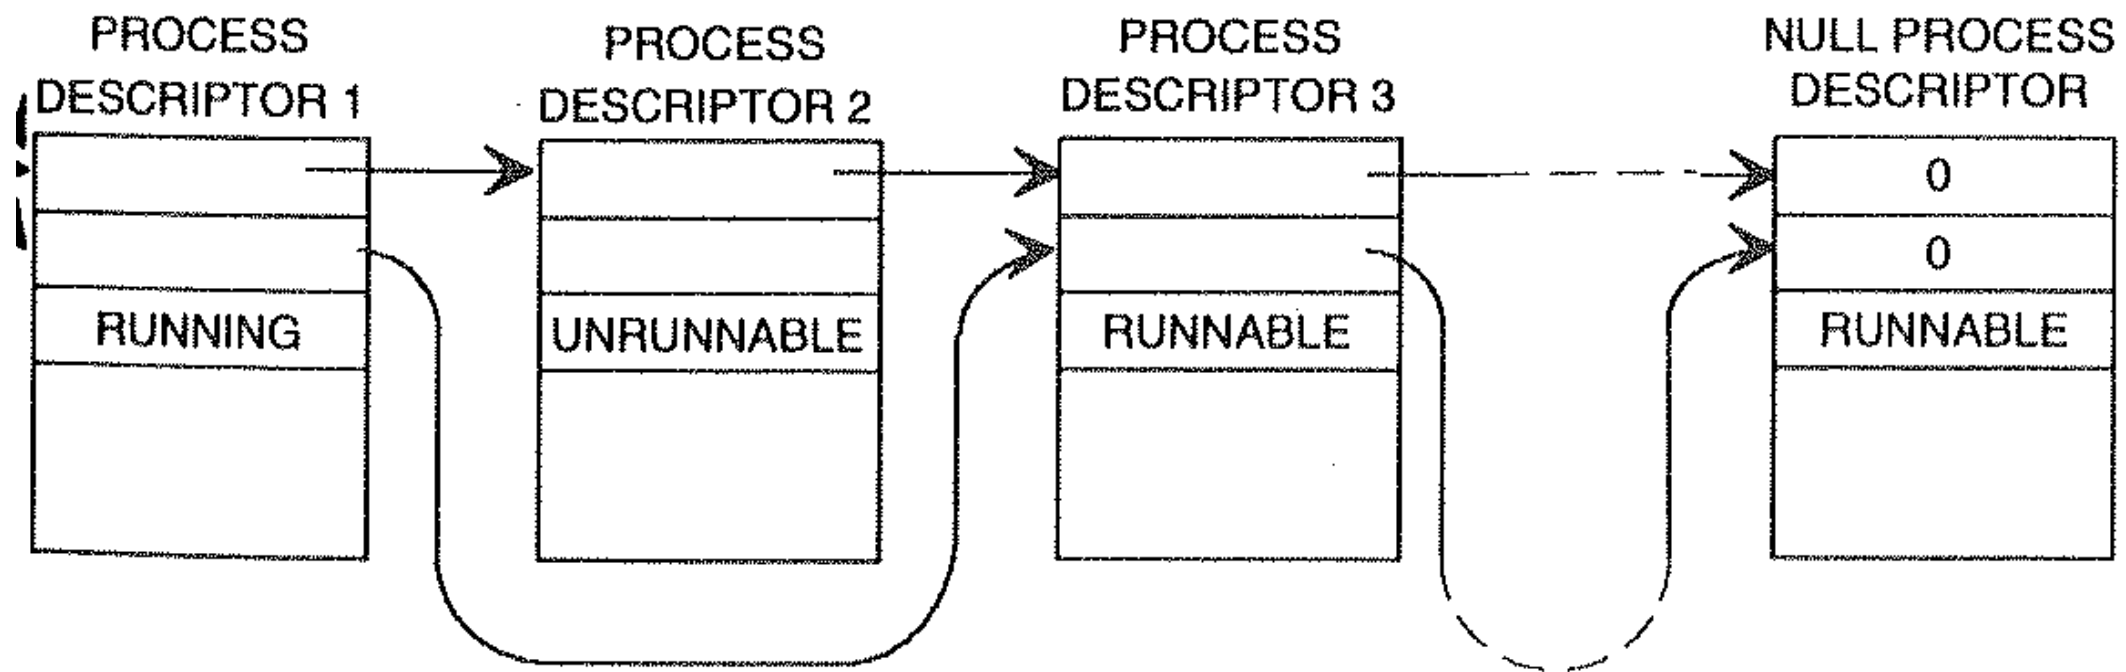 PROCESS
DESCRIPTOR 1
PROCESS
DESCRIPTOR 2
PROCESS
DESCRIPTOR 3
NULL PROCESS
DESCRIPTOR
0
0
RUNNING
UNRUNNABLE
RUNNABLE
RUNNABLE